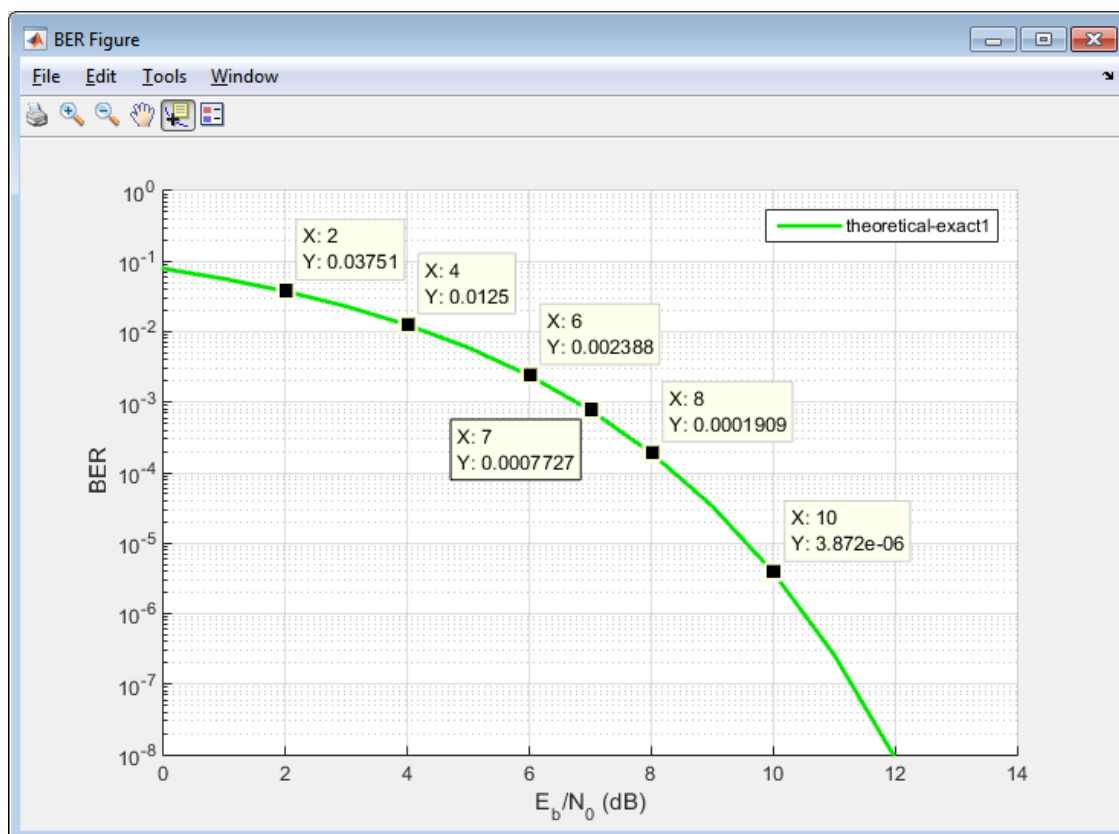 BER Figure
File Edit Tools Window
theoretical-exact1
X: 2
Y: 0.03751
X: 4
Y: 0.0125
X: 6
Y: 0.002388
X: 7
Y: 0.0007727
X: 8
Y: 0.0001909
X: 10
Y: 3.872e-06
BER
10^0
10^-1
10^-2
10^-3
10^-4
10^-5
10^-6
10^-7
10^-8
0 2 4 6 8 10 12 14
E_b/N_0 (dB)